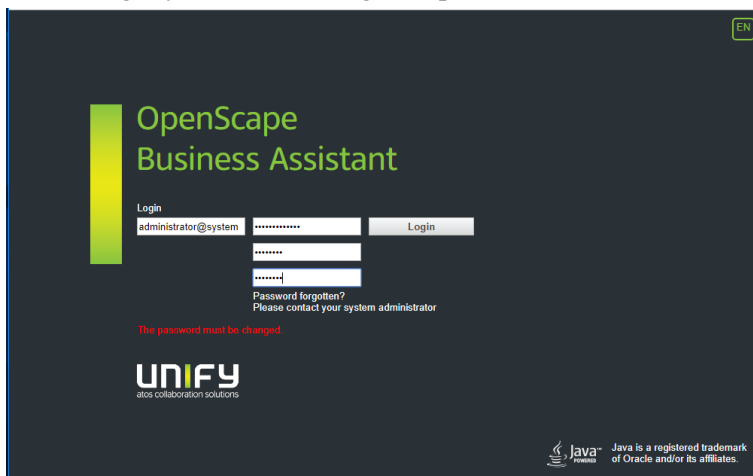 EN
OpenScape
Business Assistant
Login
administrator@system
Login
Password forgotten?
Please contact your system administrator
The password must be changed.
UNIFY
atos collaboration solutions
Java™
POWERED
Java is a registered trademark
of Oracle and/or its affiliates.